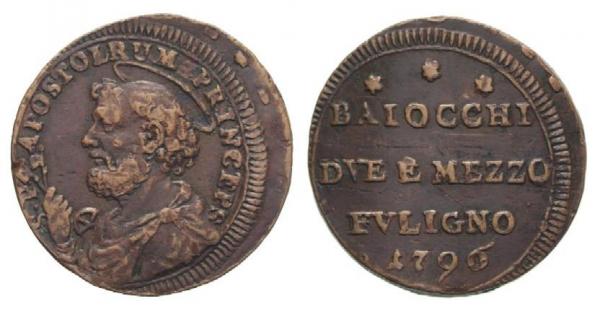 S. P. APOSTOLRUM PRINCEPS
BAIOCCHI
DVE E MEZZO
FVLIGNO
1796